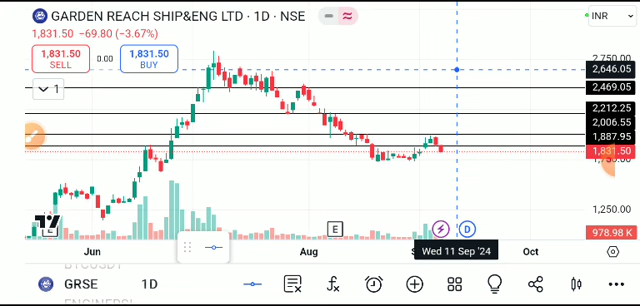 GARDEN REACH SHIP&ENG LTD · 1D · NSE
INR
1,831.50 −69.80 (−3.67%)
1,831.50
SELL
0.00
1,831.50
BUY
1
2,750.00
2,646.05
2,469.05
2,212.25
2,006.55
1,887.95
1,831.50
1,250.00
978.98 K
E
E
D
Jun
Aug
Wed 11 Sep '24
Oct
BTCUSDT
GRSE
1D
ENGINERSI